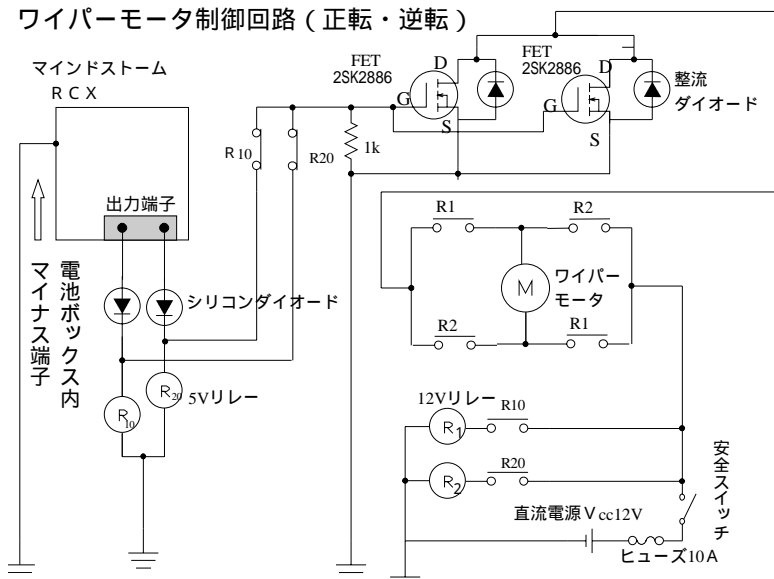 ワイパーモータ制御回路（正転・逆転）
マインドストーム
ＲＣＸ
出力端子
電池ボックス内
マイナス端子
シリコンダイオード
R20
5Vリレー
R10
R10
R20
1k
FET
2SK2886
D
G
S
FET
2SK2886
D
G
S
整流
ダイオード
R1
R2
M
ワイパー
モータ
R2
R1
12Vリレー
R1
R10
R2
R20
安全スイッチ
直流電源Ｖcc12V
ヒューズ10A